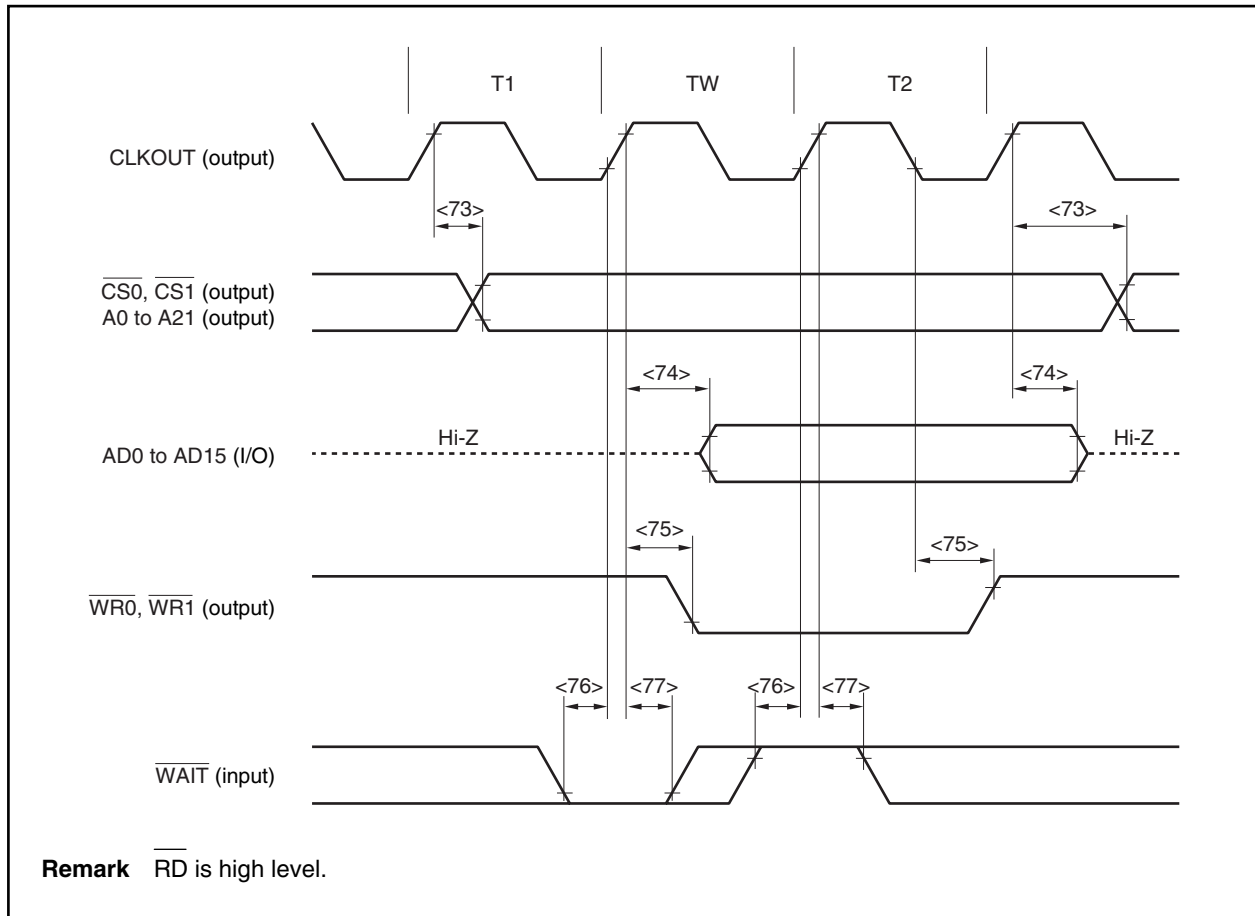 T1 TW T2
CLKOUT (output)
<73> <73>
CS0, CS1 (output)
A0 to A21 (output)
<74> <74>
Hi-Z Hi-Z
AD0 to AD15 (I/O)
<75> <75>
WR0, WR1 (output)
<76> <77> <76> <77>
WAIT (input)
Remark RD is high level.